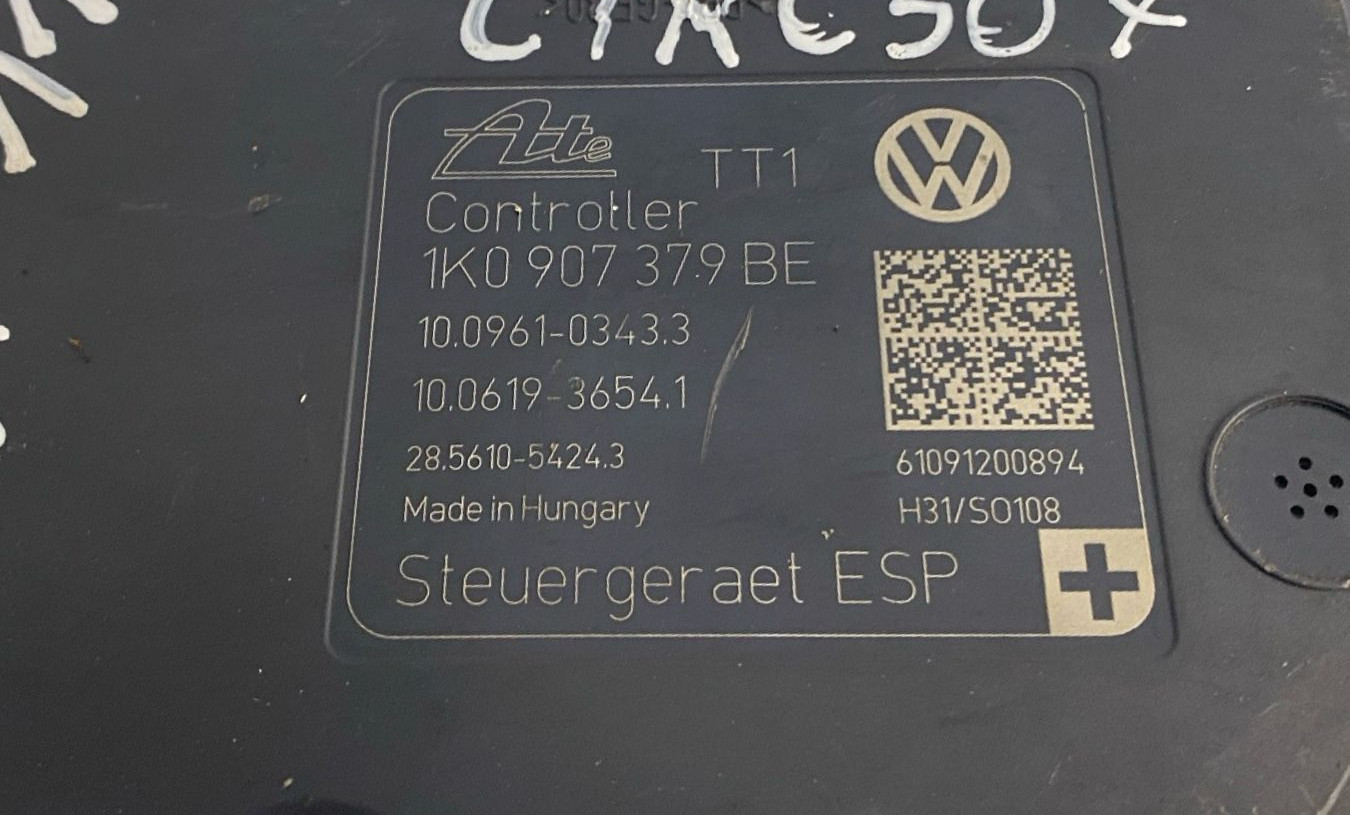 Ate TT1
Controller
1K0 907 379 BE
10.0961-0343.3
10.0619-3654.1
28.5610-5424.3 61091200894
Made in Hungary H31/SO108
Steuergeraet ESP